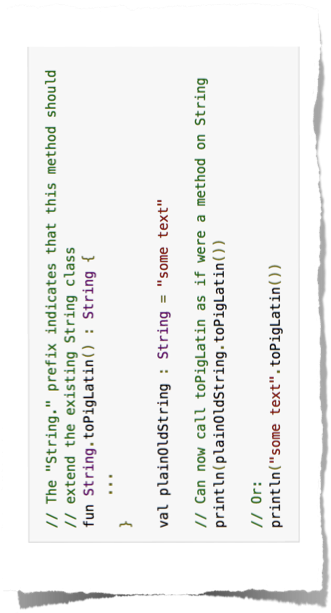 // The "String." prefix indicates that this method should
// extend the existing String class
fun String.toPigLatin() : String {
   ...
}

val plainOldString : String = "some text"

// Can now call toPigLatin as if were a method on String
println(plainOldString.toPigLatin())

// Or:
println("some text".toPigLatin())